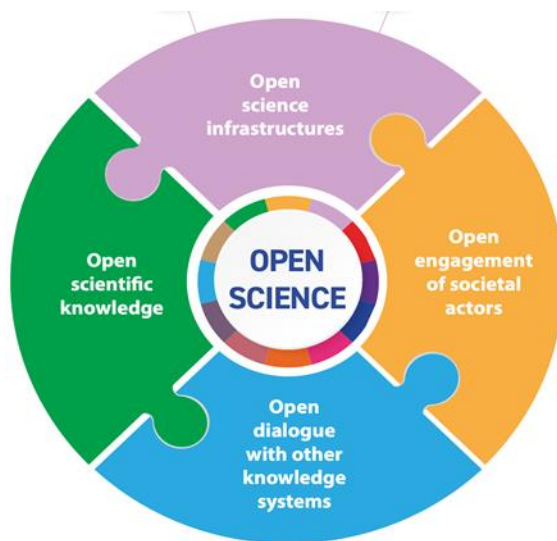 Open
science
infrastructures
Open
scientific
knowledge
OPEN
SCIENCE
Open
engagement
of societal
actors
Open
dialogue
with other
knowledge
systems